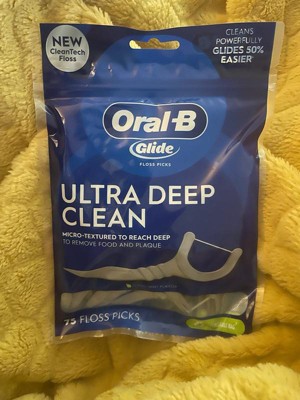 NEW
CleanTech
Floss
CLEANS
POWERFULLY
GLIDES 50%
EASIER*
Oral-B
Glide
FLOSS PICKS
ULTRA DEEP
CLEAN
MICRO-TEXTURED TO REACH DEEP
TO REMOVE FOOD AND PLAQUE
75 FLOSS PICKS